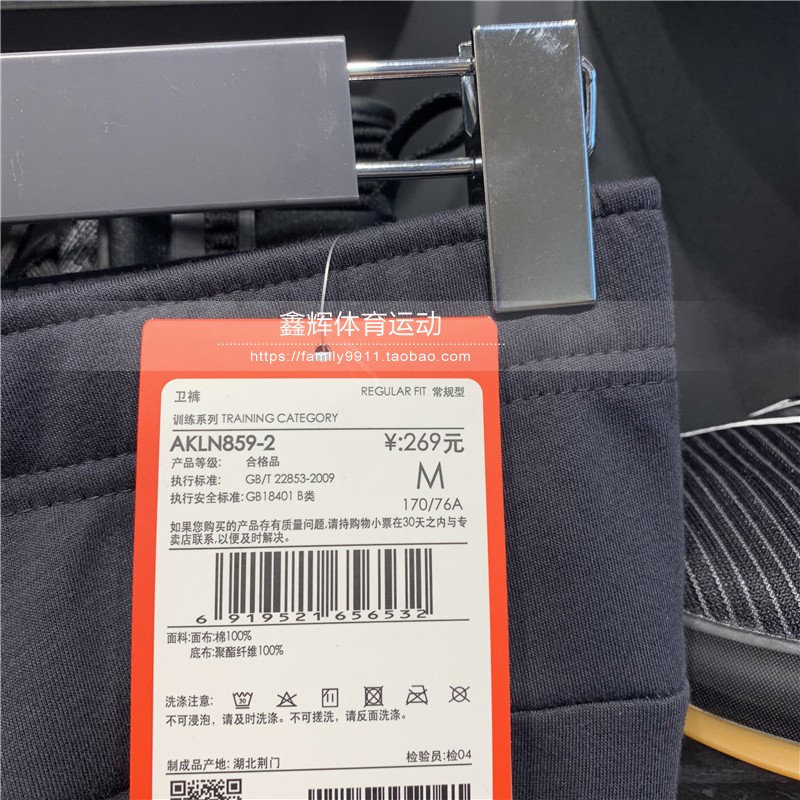 鑫辉体育运动
https://family9911.taobao.com
卫裤 REGULAR FIT 常规型
训练系列 TRAINING CATEGORY
AKLN859-2 ¥:269元
产品等级: 合格品
执行标准: GB/T 22853-2009 M
执行安全标准: GB18401 B类 170/76A
如果您购买的产品存有质量问题,请持购物小票在30天之内与专
卖店联系,以便及时解决。
6 919521 656532
面料:面布:棉100%
底布:聚酯纤维100%
洗涤注意: 30
不可浸泡,请及时洗涤。不可搓洗,请反面洗涤。
制成品产地: 湖北荆门 检验员:检04